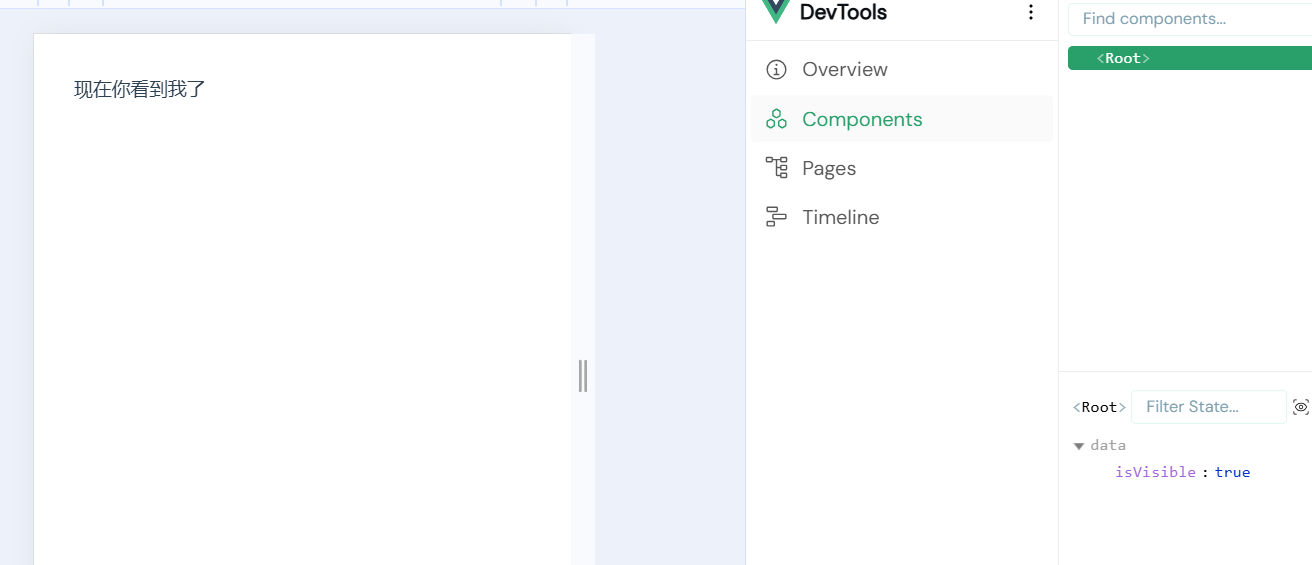 现在你看到我了
DevTools
Overview
Components
Pages
Timeline
Find components...
<Root>
<Root> Filter State...
data
isVisible : true